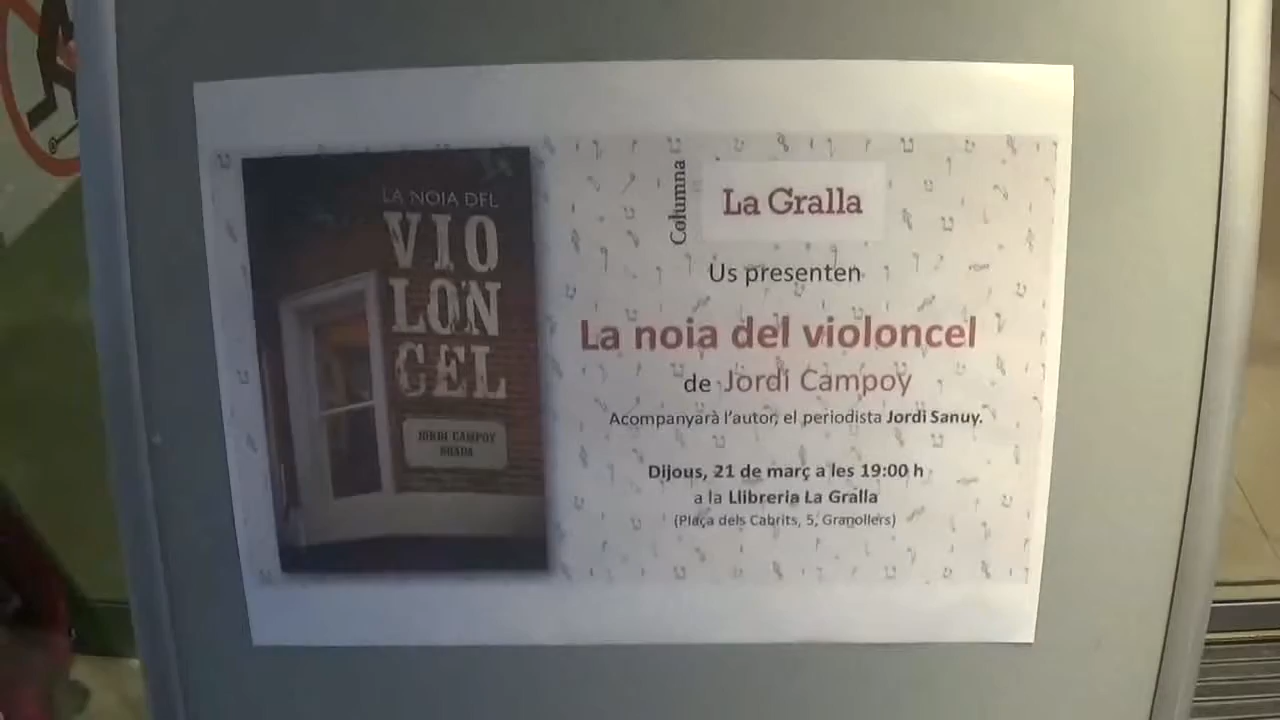 LA NOIA DEL
VIO
LON
CEL
JORDI CAMPOY
BOADA
Columna
La Gralla
Us presenten
La noia del violoncel
de Jordi Campoy
Acompanyarà l'autor, el periodista Jordi Sanuy.
Dijous, 21 de març a les 19:00 h
a la Llibreria La Gralla
(Plaça dels Cabrits, 5, Granollers)